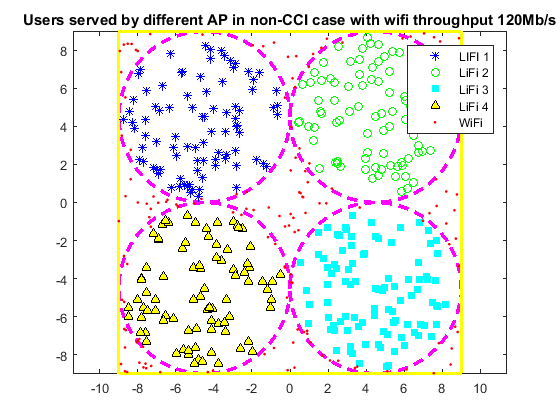 Users served by different AP in non-CCI case with wifi throughput 120Mb/s
8
6
4
2
0
-2
-4
-6
-8
-10 -8 -6 -4 -2 0 2 4 6 8 10
LIFI 1
LiFi 2
LiFi 3
LiFi 4
WiFi